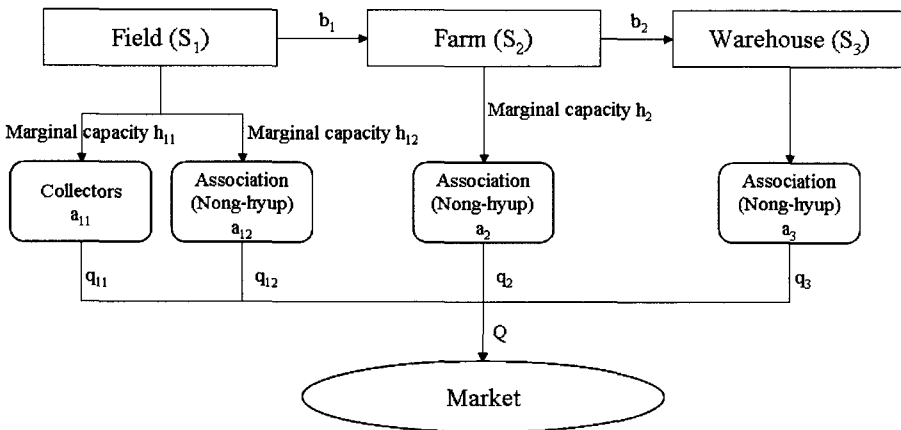 b₁
b₂
Field (S₁)
Farm (S₂)
Warehouse (S₃)
Marginal capacity h₁₁
Marginal capacity h₁₂
Marginal capacity h₂
Collectors
a₁₁
Association
(Nong-hyup)
a₁₂
Association
(Nong-hyup)
a₂
Association
(Nong-hyup)
a₃
q₁₁
q₁₂
q₂
q₃
Q
Market